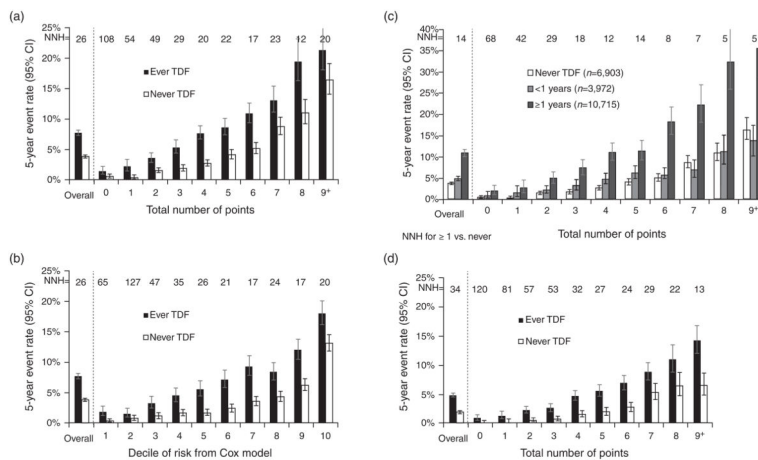 (a)
NNH= 26 108 54 49 29 20 22 17 23 12 20
25%
20%
15%
10%
5%
0%
5-year event rate (95% CI)
Ever TDF
Never TDF
Overall 0 1 2 3 4 5 6 7 8 9+
Total number of points
(c)
40%
NNH= 14 68 42 29 18 12 14 8 7 5 5
35%
30%
25%
20%
15%
10%
5%
0%
5-year event rate (95% CI)
Never TDF (n=6,903)
<1 years (n=3,972)
≥1 years (n=10,715)
Overall 0 1 2 3 4 5 6 7 8 9+
NNH for ≥ 1 vs. never
Total number of points
(b)
NNH= 26 65 127 47 35 26 21 17 24 17 20
25%
20%
15%
10%
5%
0%
5-year event rate (95% CI)
Ever TDF
Never TDF
Overall 1 2 3 4 5 6 7 8 9 10
Decile of risk from Cox model
(d)
NNH= 34 120 81 57 53 32 27 24 29 22 13
25%
20%
15%
10%
5%
0%
5-year event rate (95% CI)
Ever TDF
Never TDF
Overall 0 1 2 3 4 5 6 7 8 9+
Total number of points